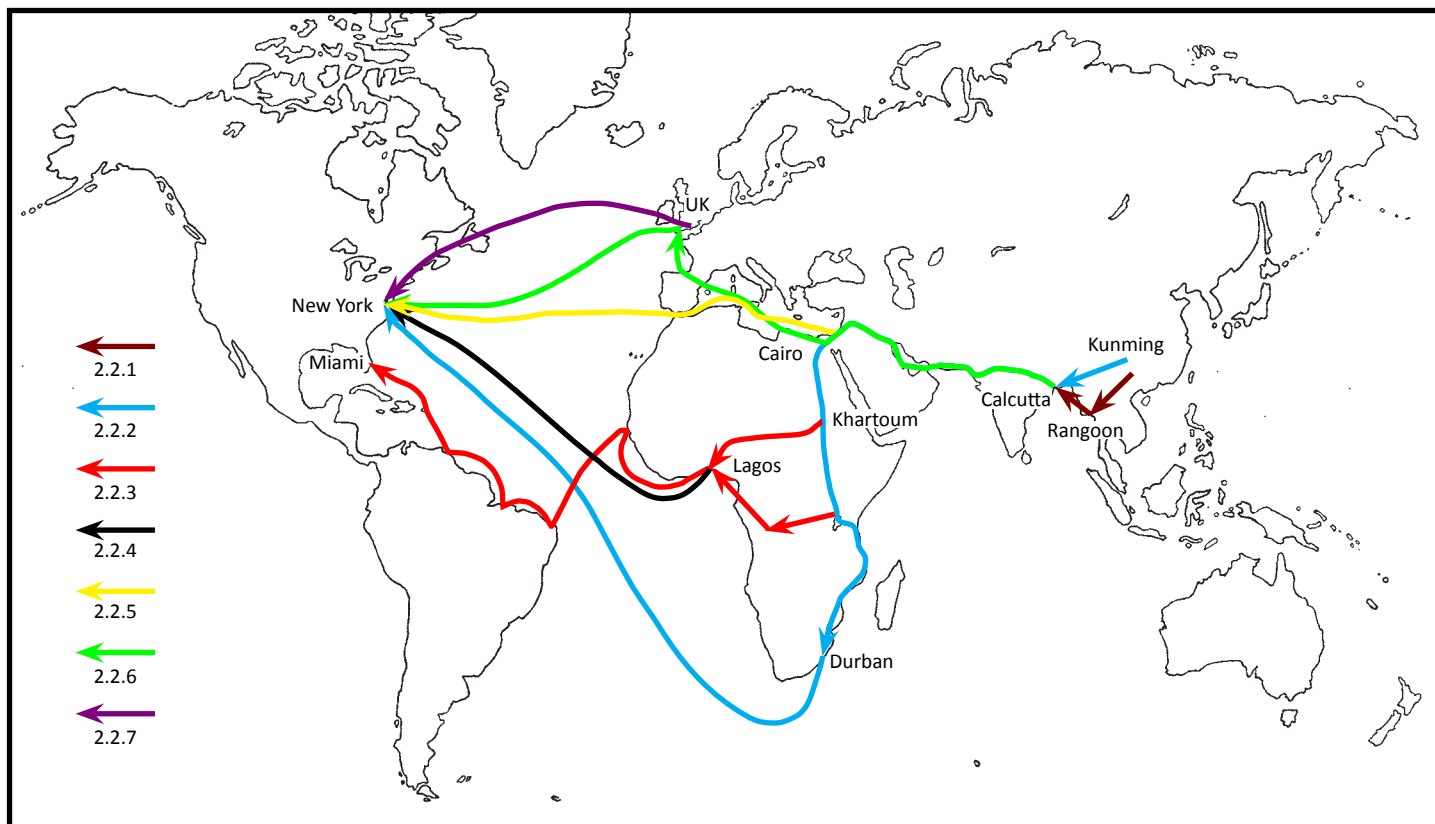 UK
New York
Miami
Cairo
Kunming
Calcutta
Rangoon
Khartoum
Lagos
Durban
2.2.1
2.2.2
2.2.3
2.2.4
2.2.5
2.2.6
2.2.7